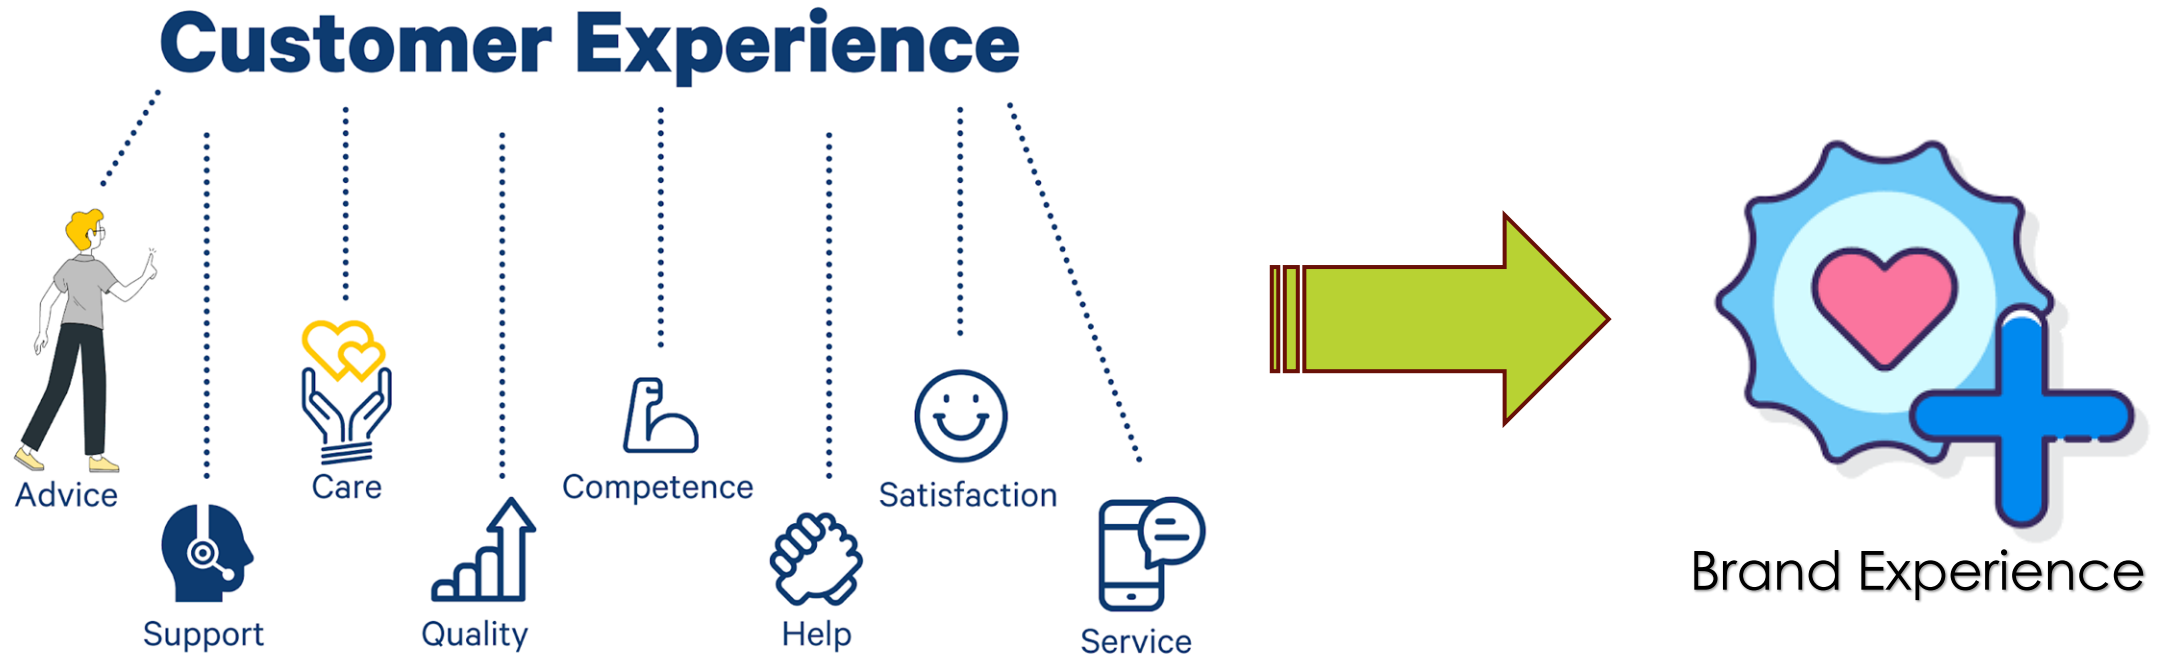 Customer Experience
Advice
Support
Care
Quality
Competence
Help
Satisfaction
Service
Brand Experience